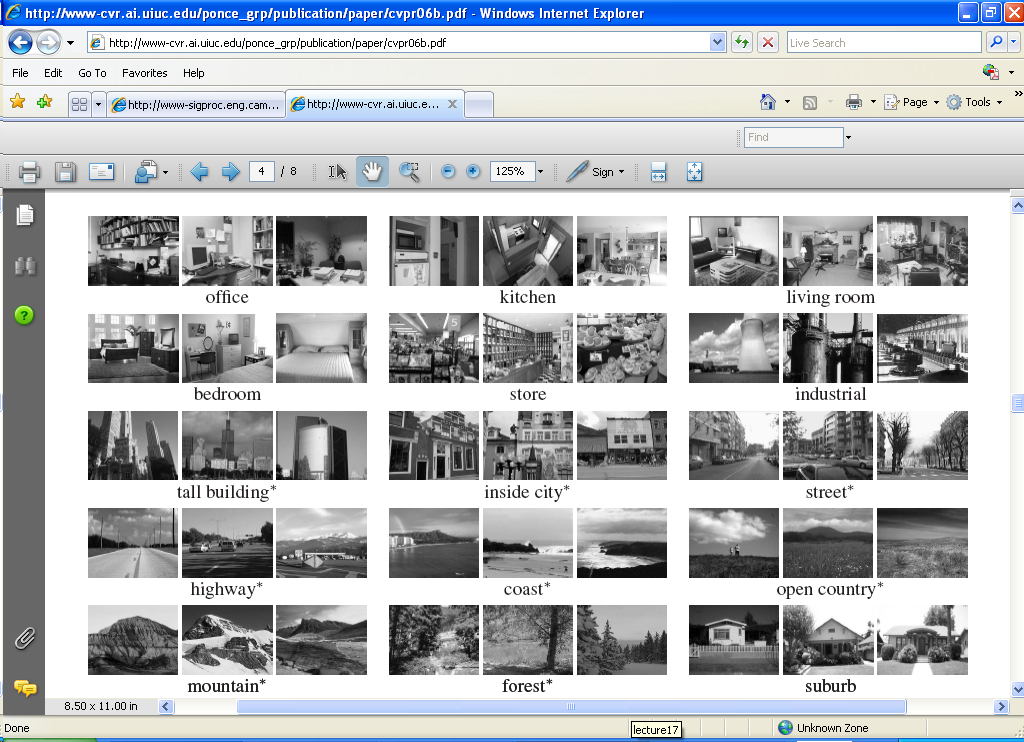 http://www-cvr.ai.uiuc.edu/ponce_grp/publication/paper/cvpr06b.pdf - Windows Internet Explorer
http://www-cvr.ai.uiuc.edu/ponce_grp/publication/paper/cvpr06b.pdf
Live Search
File Edit Go To Favorites Help
http://www-sigproc.eng.cam... http://www-cvr.ai.uiuc.e... Page Tools »
Find
4 / 8 125% Sign
office kitchen living room
bedroom store industrial
tall building* inside city* street*
highway* coast* open country*
mountain* forest* suburb
8.50 x 11.00 in
Done Unknown Zone
lecture17